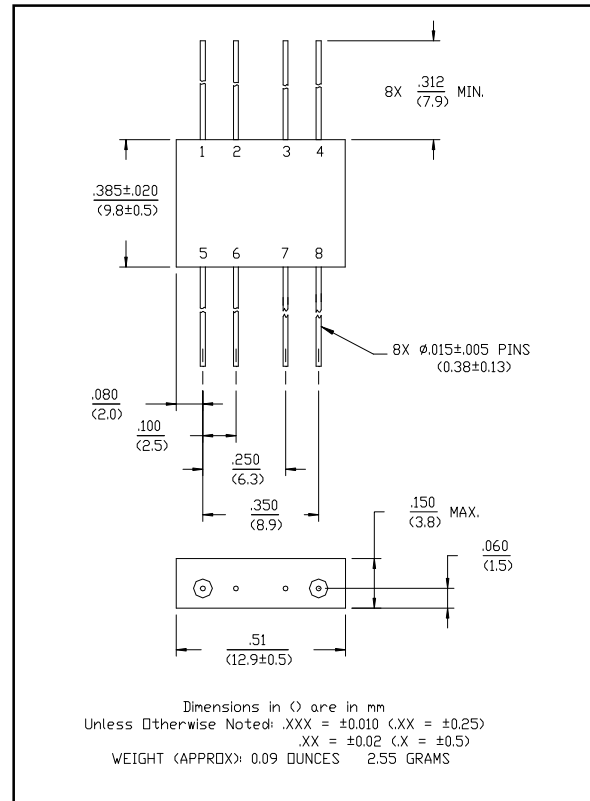 .312
8X MIN.
(7.9)
1 2 3 4
.385±.020
(9.8±0.5)
5 6 7 8
8X Ø.015±.005 PINS
(0.38±0.13)
.080
(2.0)
.100
(2.5)
.250
(6.3)
.350
(8.9)
.150
MAX.
(3.8)
.060
(1.5)
.51
(12.9±0.5)
Dimensions in () are in mm
Unless Otherwise Noted: .XXX = ±0.010 (.XX = ±0.25)
.XX = ±0.02 (.X = ±0.5)
WEIGHT (APPROX): 0.09 OUNCES 2.55 GRAMS